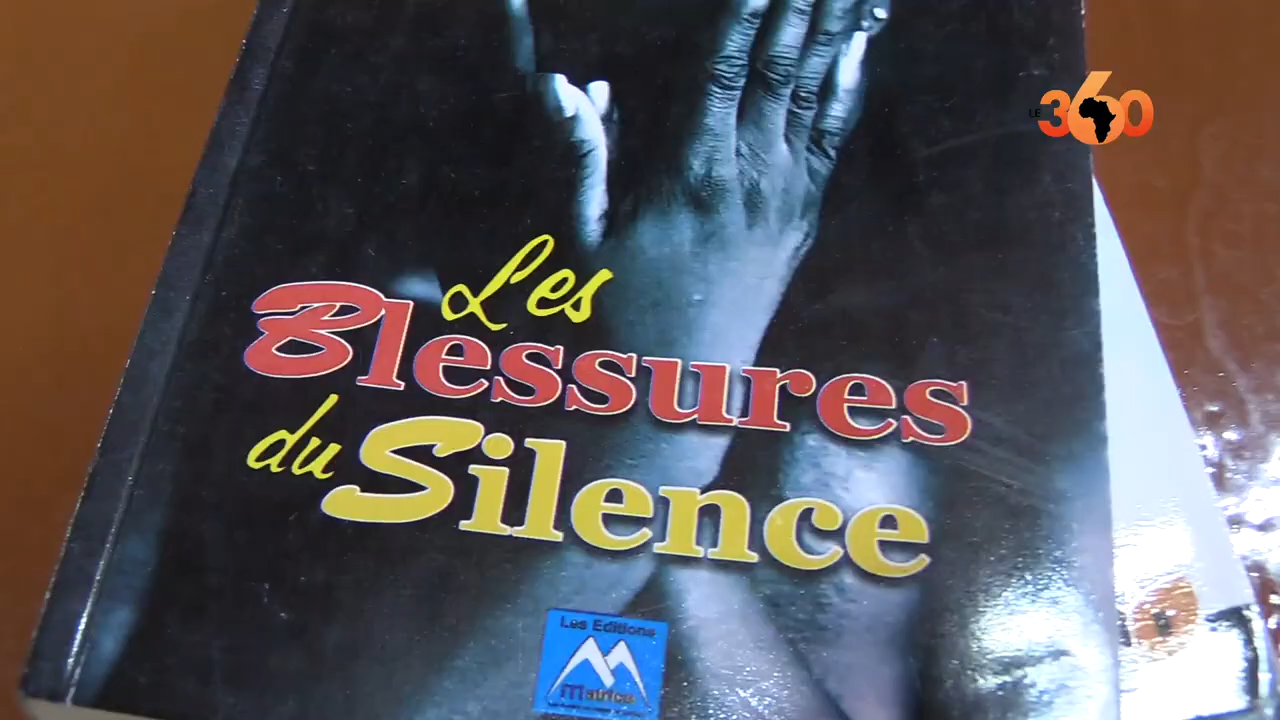 LE 360
Les
Blessures
du Silence
Les Editions
Matrice